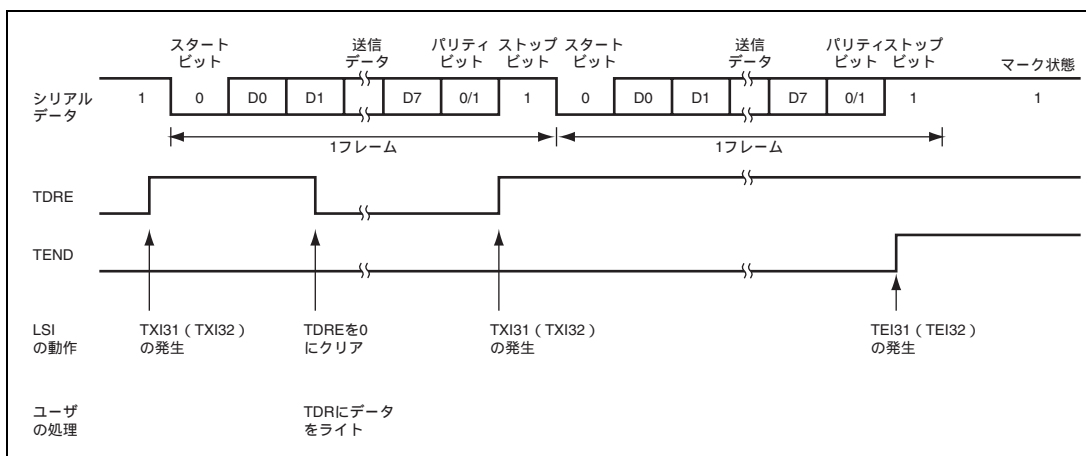 スタート
ビット
送信
データ
パリティ
ビット
ストップ
ビット
スタート
ビット
送信
データ
パリティ
ビット
ストップ
ビット
マーク状態
シリアル
データ
1 0 D0 D1 D7 0/1 1 0 D0 D1 D7 0/1 1 1
1フレーム 1フレーム
TDRE
TEND
LSI
の動作
TXI31（TXI32）
の発生
TDREを0
にクリア
TXI31（TXI32）
の発生
TEI31（TEI32）
の発生
ユーザ
の処理
TDRにデータ
をライト